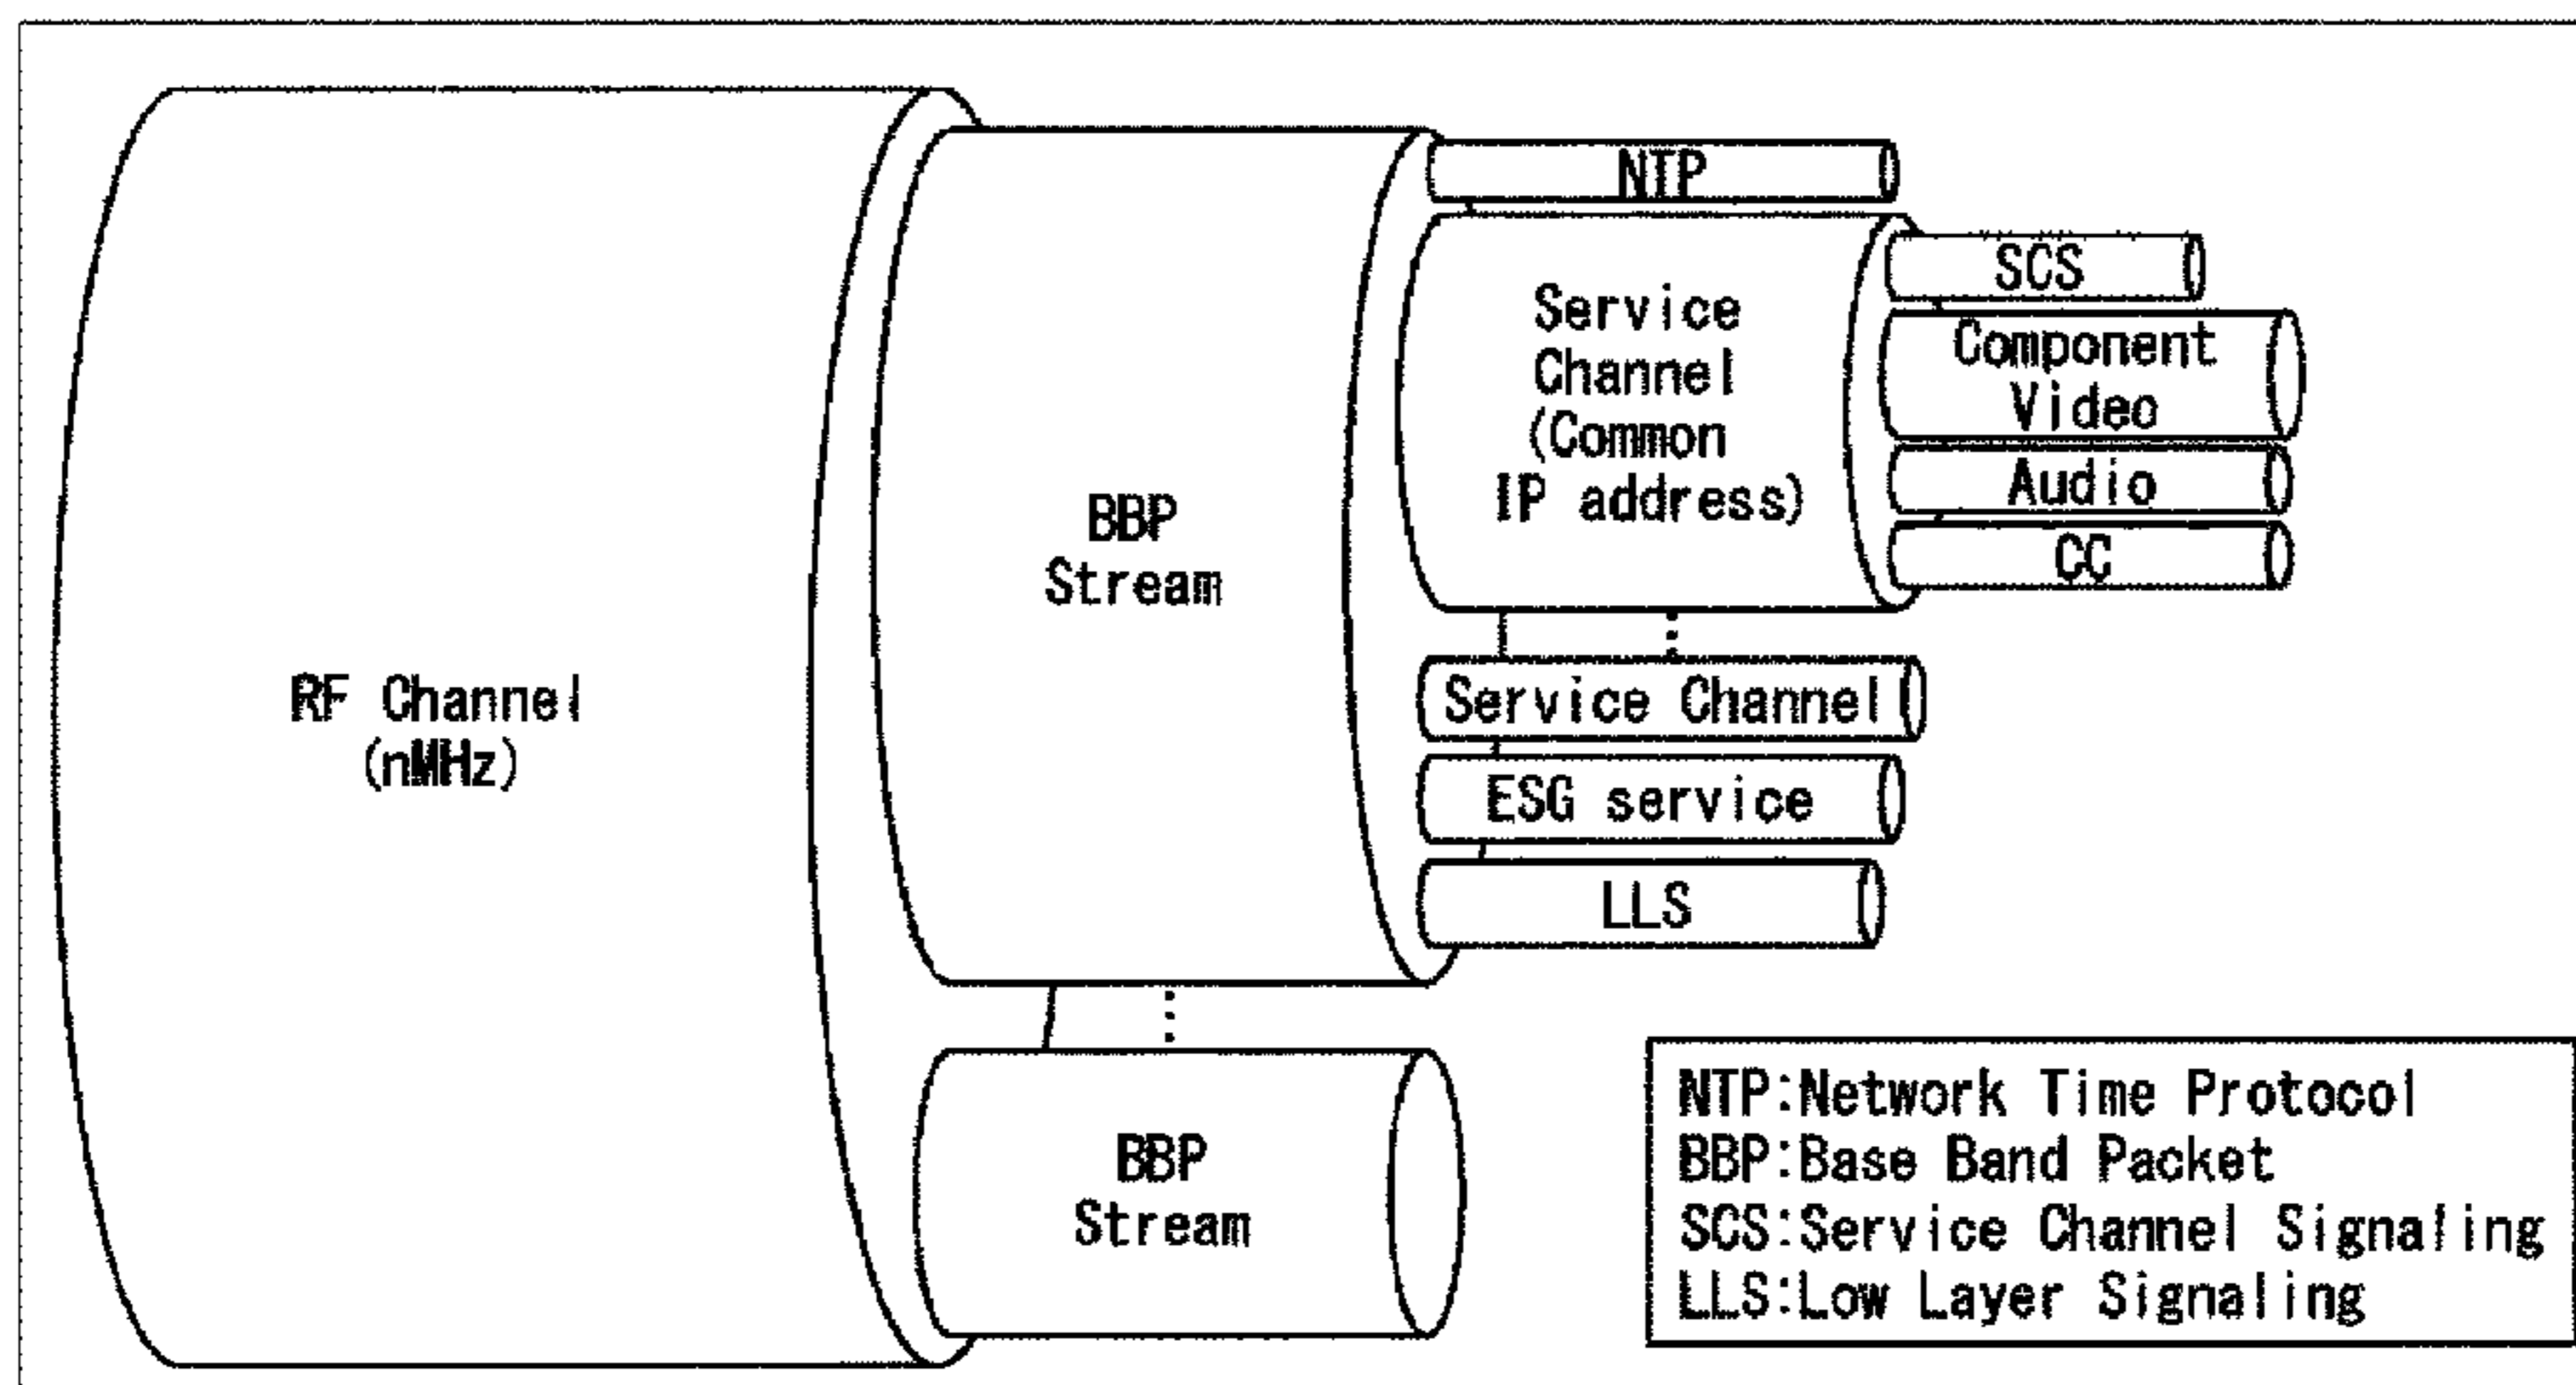 RF Channel
(nMHz)
BBP
Stream
BBP
Stream
NTP
Service
Channel
(Common
IP address)
Service Channel
ESG service
LLS
SCS
Component
Video
Audio
CC
NTP:Network Time Protocol
BBP:Base Band Packet
SCS:Service Channel Signaling
LLS:Low Layer Signaling